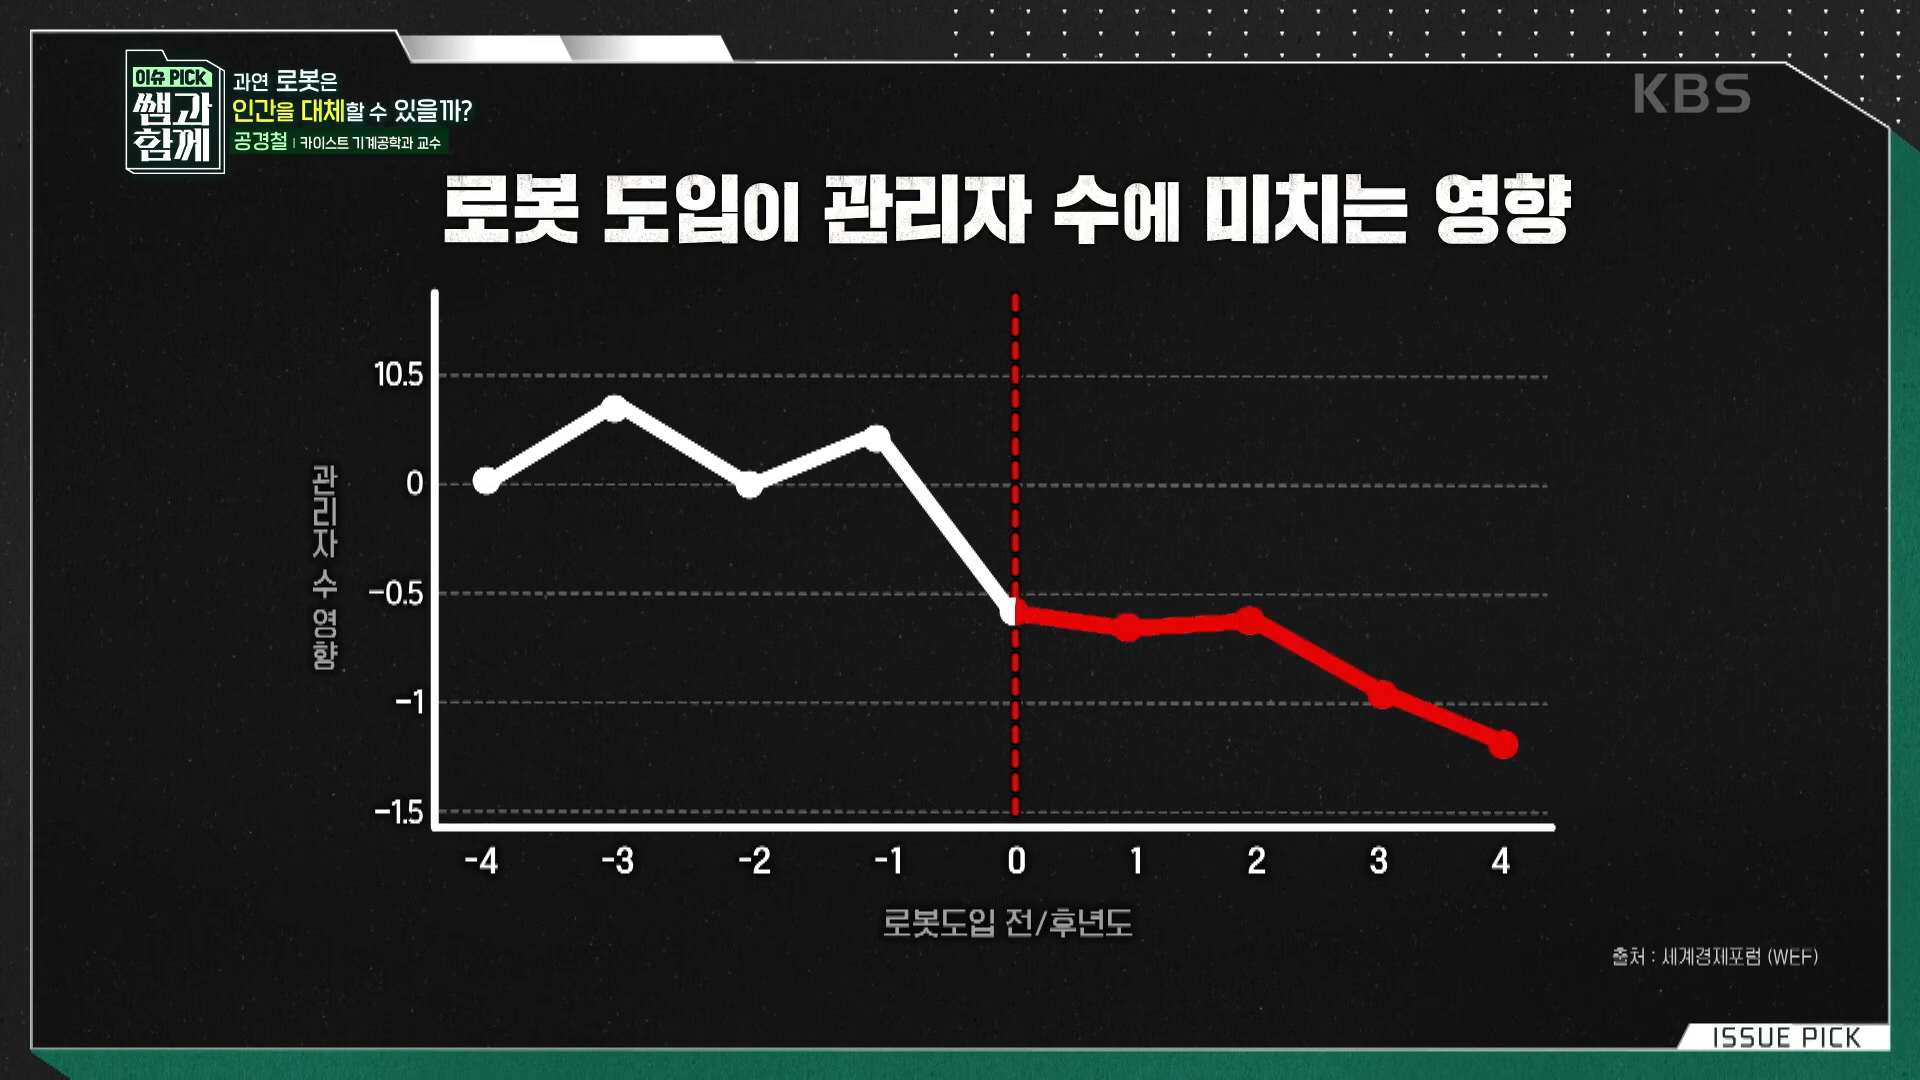 이슈 PICK
쌤과
함께
과연 로봇은
인간을 대체할 수 있을까?
공경철 | 카이스트 기계공학과 교수
KBS
로봇 도입이 관리자 수에 미치는 영향
관리자 수 영향
10.5
0
-0.5
-1
-1.5
-4 -3 -2 -1 0 1 2 3 4
로봇도입 전/후년도
출처 : 세계경제포럼 (WEF)
ISSUE PICK